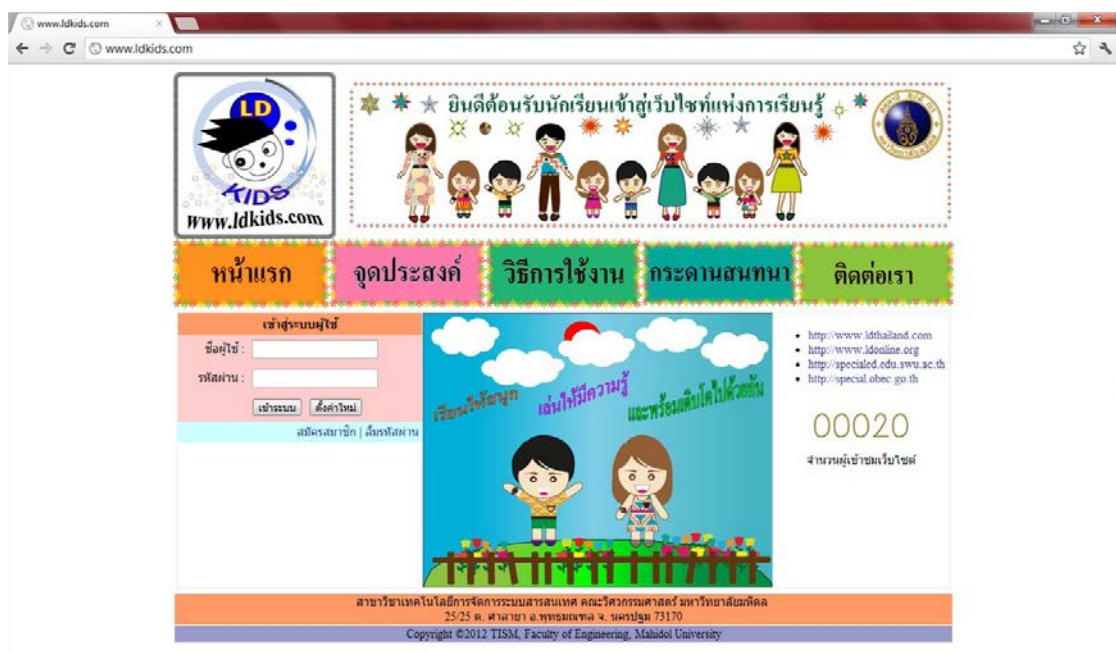 www.ldkids.com
www.ldkids.com
LD
KIDS
www.ldkids.com
ยินดีต้อนรับนักเรียนเข้าสู่เว็บไซท์แห่งการเรียนรู้
หน้าแรก
จุดประสงค์
วิธีการใช้งาน
กระดานสนทนา
ติดต่อเรา
เข้าสู่ระบบผู้ใช้
ชื่อผู้ใช้ :
รหัสผ่าน :
เข้าระบบ ตั้งค่าใหม่
สมัครสมาชิก | ลืมรหัสผ่าน
เรียนให้สนุก
เล่นให้มีความรู้
และพร้อมเติบโตไปด้วยกัน
http://www.ldthailand.com
http://www.ldonline.org
http://specialed.edu.swu.ac.th
http://special.obec.go.th
00020
จำนวนผู้เข้าชมเว็บไซต์
สาขาวิชาเทคโนโลยีการจัดการระบบสารสนเทศ คณะวิศวกรรมศาสตร์ มหาวิทยาลัยมหิดล
25/25 ต. ศาลายา อ.พุทธมณฑล จ. นครปฐม 73170
Copyright ©2012 TISM, Faculty of Engineering, Mahidol University